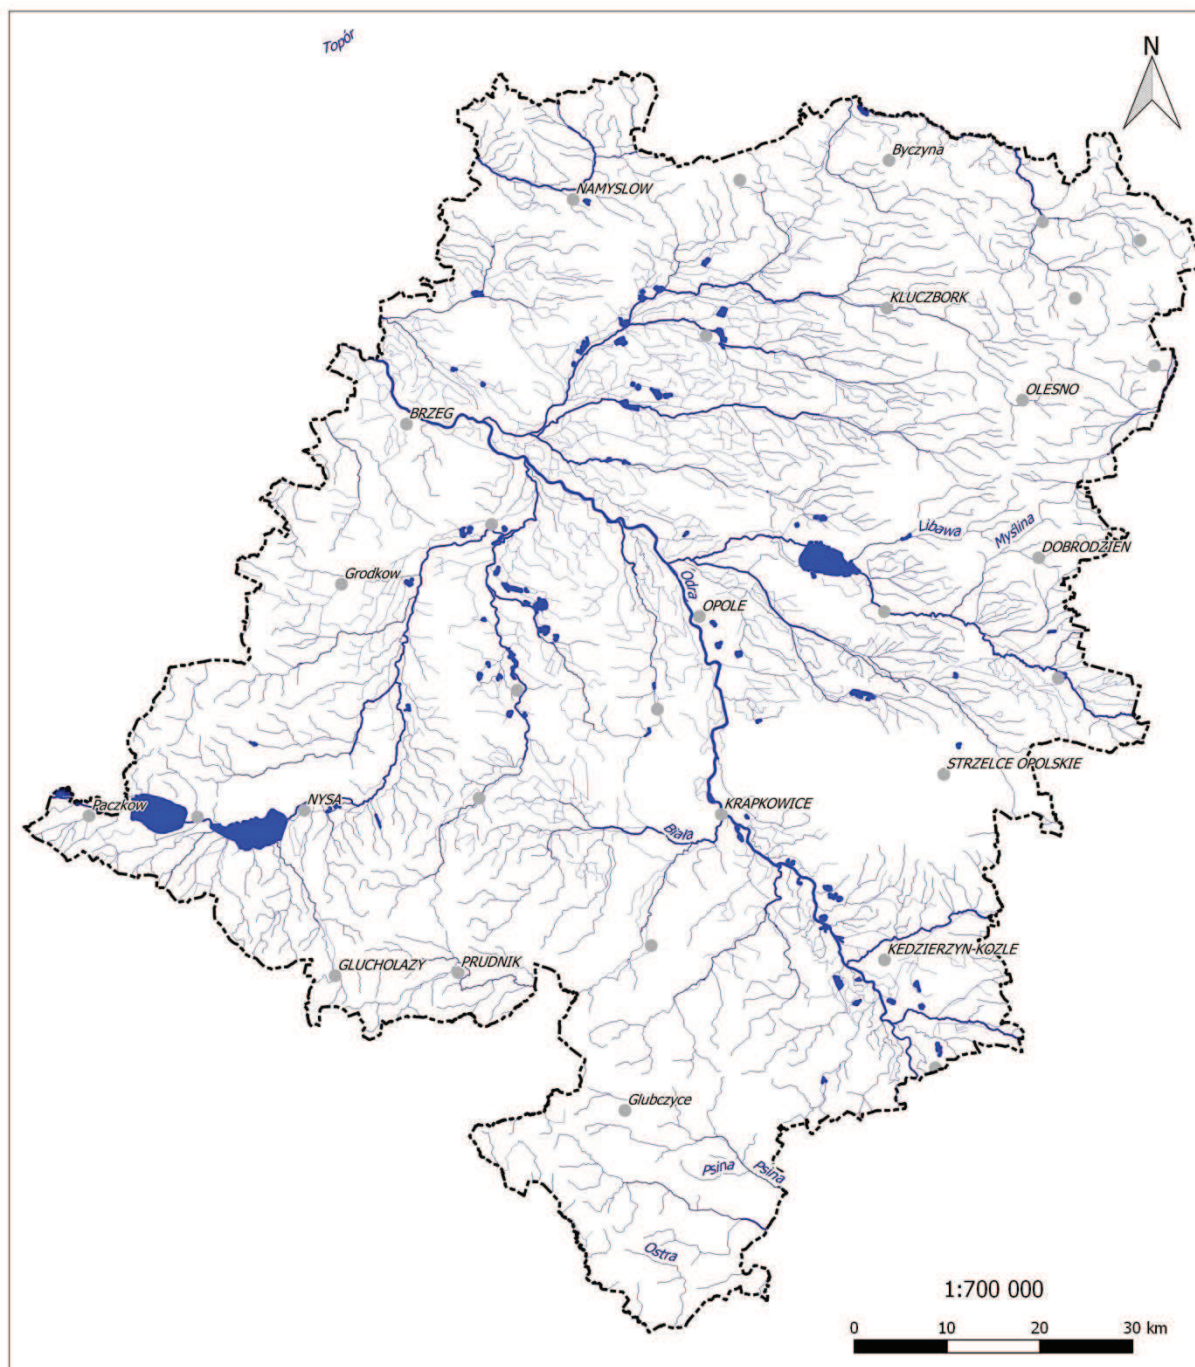 Topór
N
Byczyna
NAMYSLOW
KLUCZBORK
OLESNO
BRZEG
Libawa
Myślina
DOBRODZIEN
Grodkow
Odra
OPOLE
STRZELCE OPOLSKIE
Paczkow
NYSA
KRAPKOWICE
Biała
KEDZIERZYN-KOZLE
GLUCHOLAZY
PRUDNIK
Glubczyce
Psina
Psina
Ostra
1:700 000
0 10 20 30 km